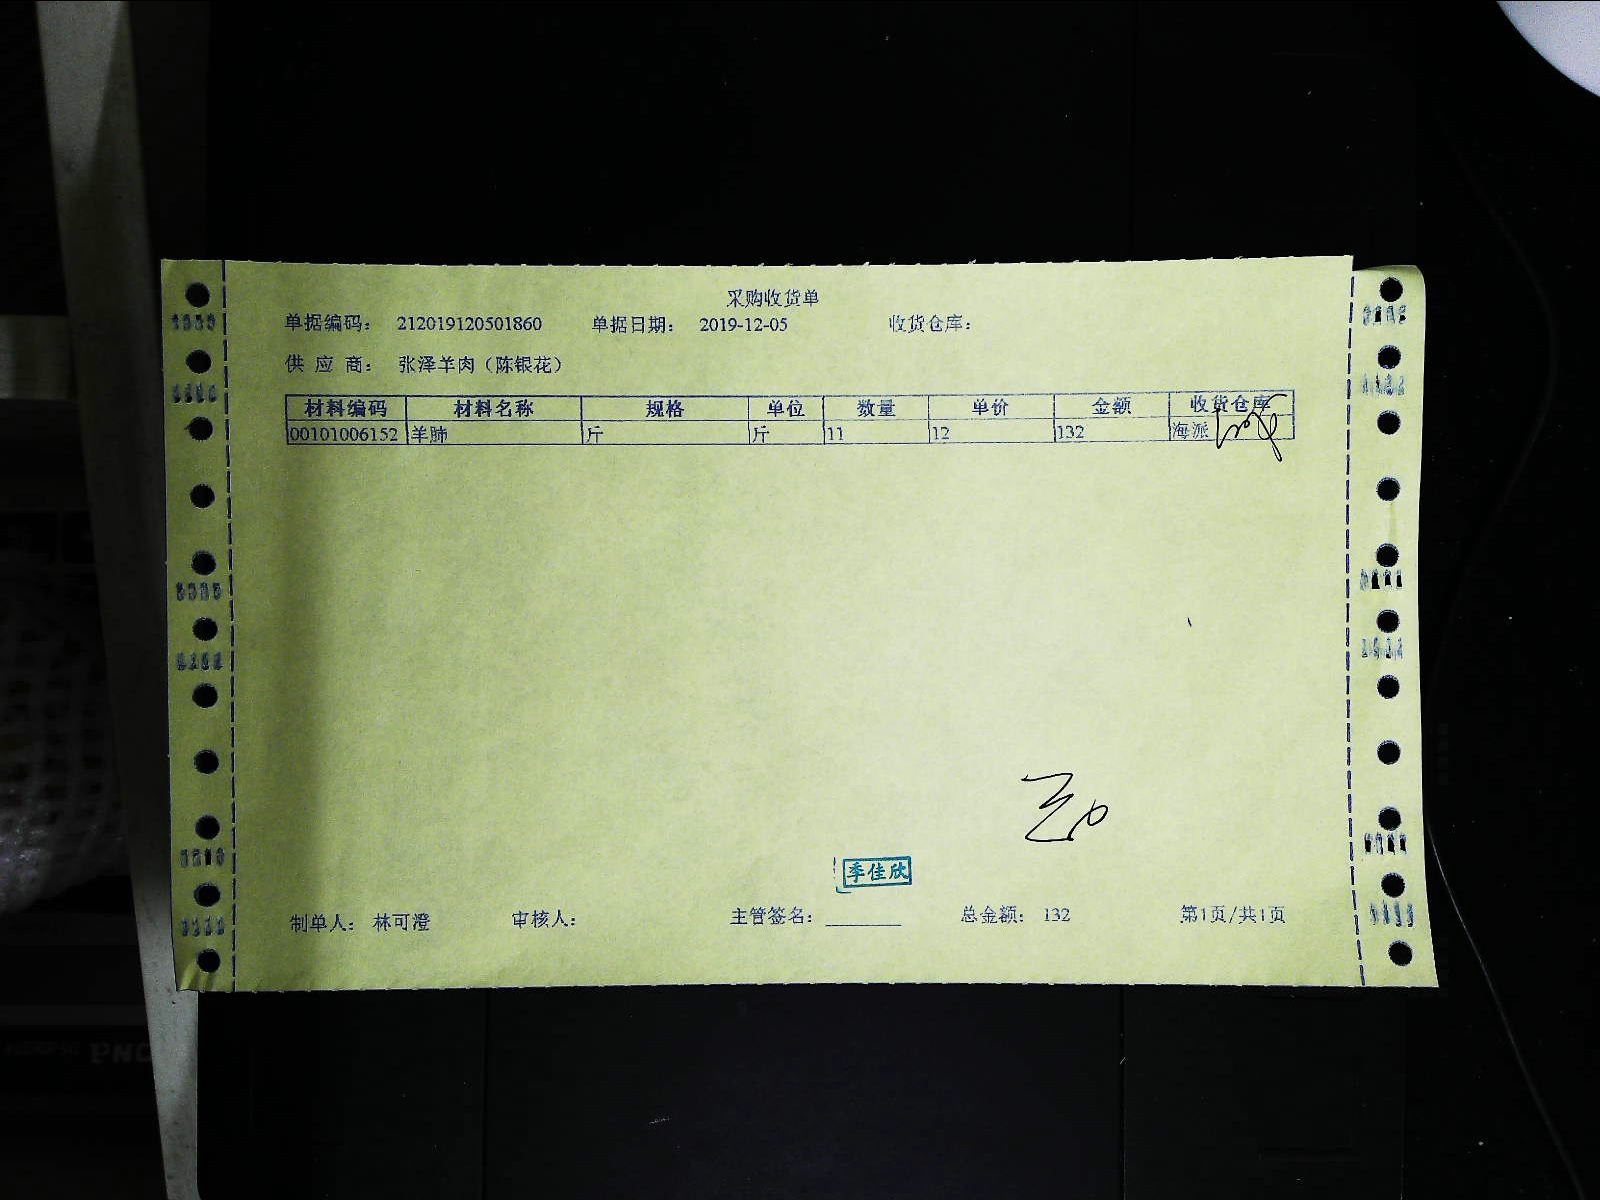 采购收货单
单据编码： 212019120501860 单据日期： 2019-12-05 收货仓库：
供 应 商： 张泽羊肉（陈银花）
材料编码 材料名称 规格 单位 数量 单价 金额 收货仓库
00101006152 羊肺 斤 斤 11 12 132 海派
季佳欣
制单人： 林可澄 审核人： 主管签名： 总金额： 132 第1页/共1页